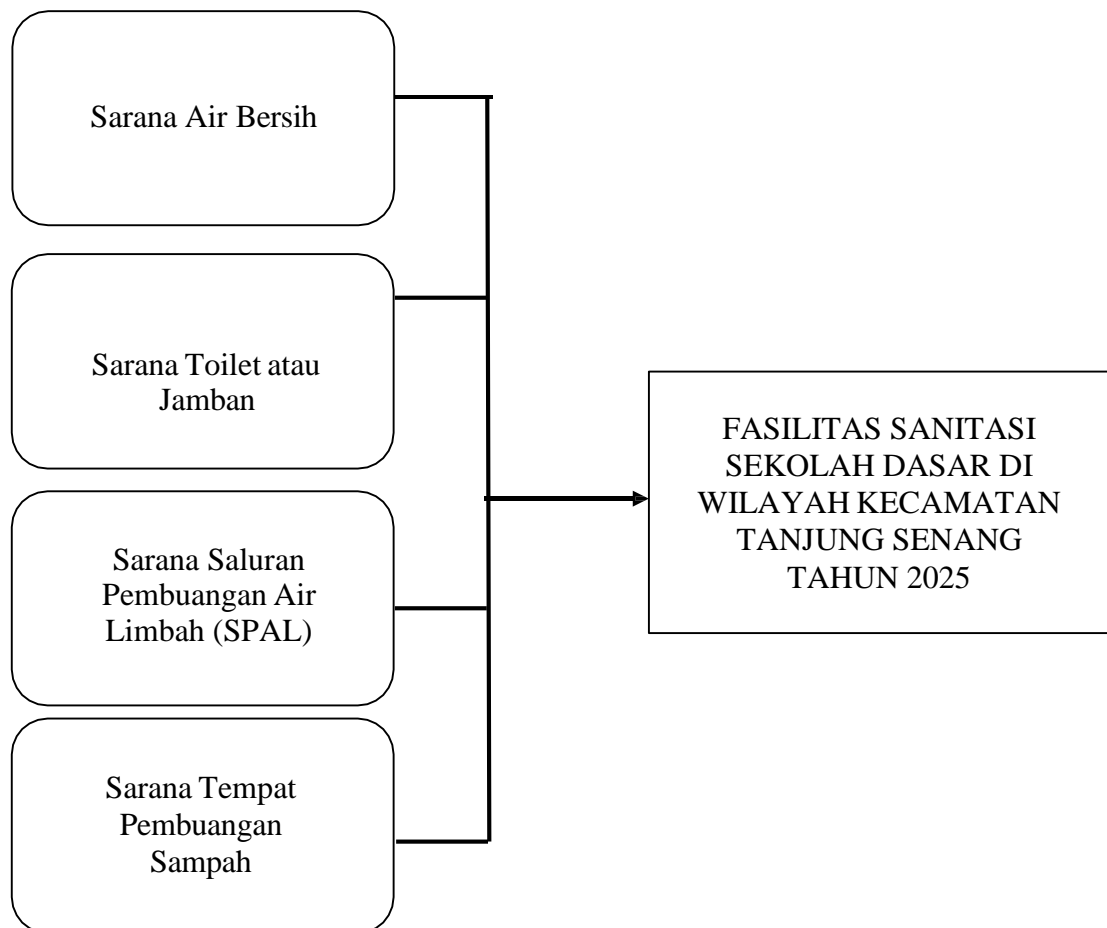 Sarana Air Bersih
Sarana Toilet atau
Jamban
Sarana Saluran
Pembuangan Air
Limbah (SPAL)
Sarana Tempat
Pembuangan
Sampah
FASILITAS SANITASI
SEKOLAH DASAR DI
WILAYAH KECAMATAN
TANJUNG SENANG
TAHUN 2025